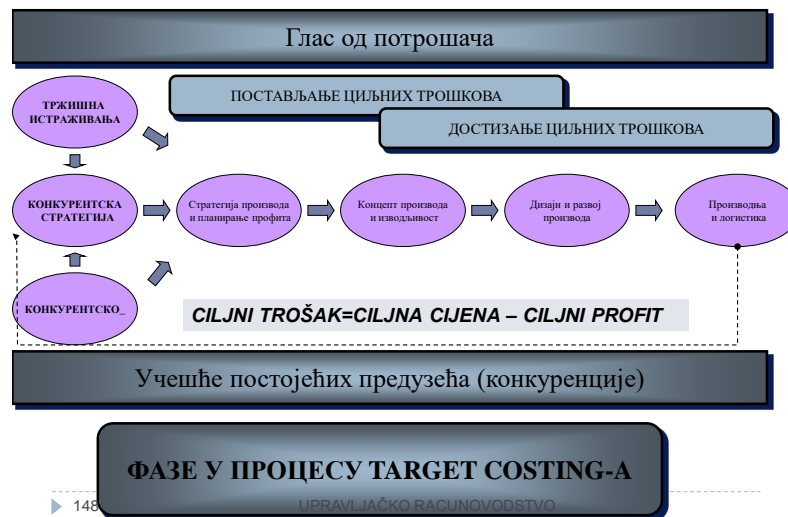 Глас од потрошача
ТРЖИШНА
ИСТРАЖИВАЊА
ПОСТАВЉАЊЕ ЦИЉНИХ ТРОШКОВА
ДОСТИЗАЊЕ ЦИЉНИХ ТРОШКОВА
КОНКУРЕНТСКА
СТРАТЕГИЈА
Стратегија производа
и планирање профита
Концепт производа
и изводљивост
Дизајн и развој
производа
Производња
и логистика
КОНКУРЕНТСКО_
CILJNI TROŠAK=CILJNA CIJENA – CILJNI PROFIT
Учешће постојећих предузећа (конкуренције)
ФАЗЕ У ПРОЦЕСУ TARGET COSTING-А
148
UPRAVLJAČKO RACUNOVODSTVO